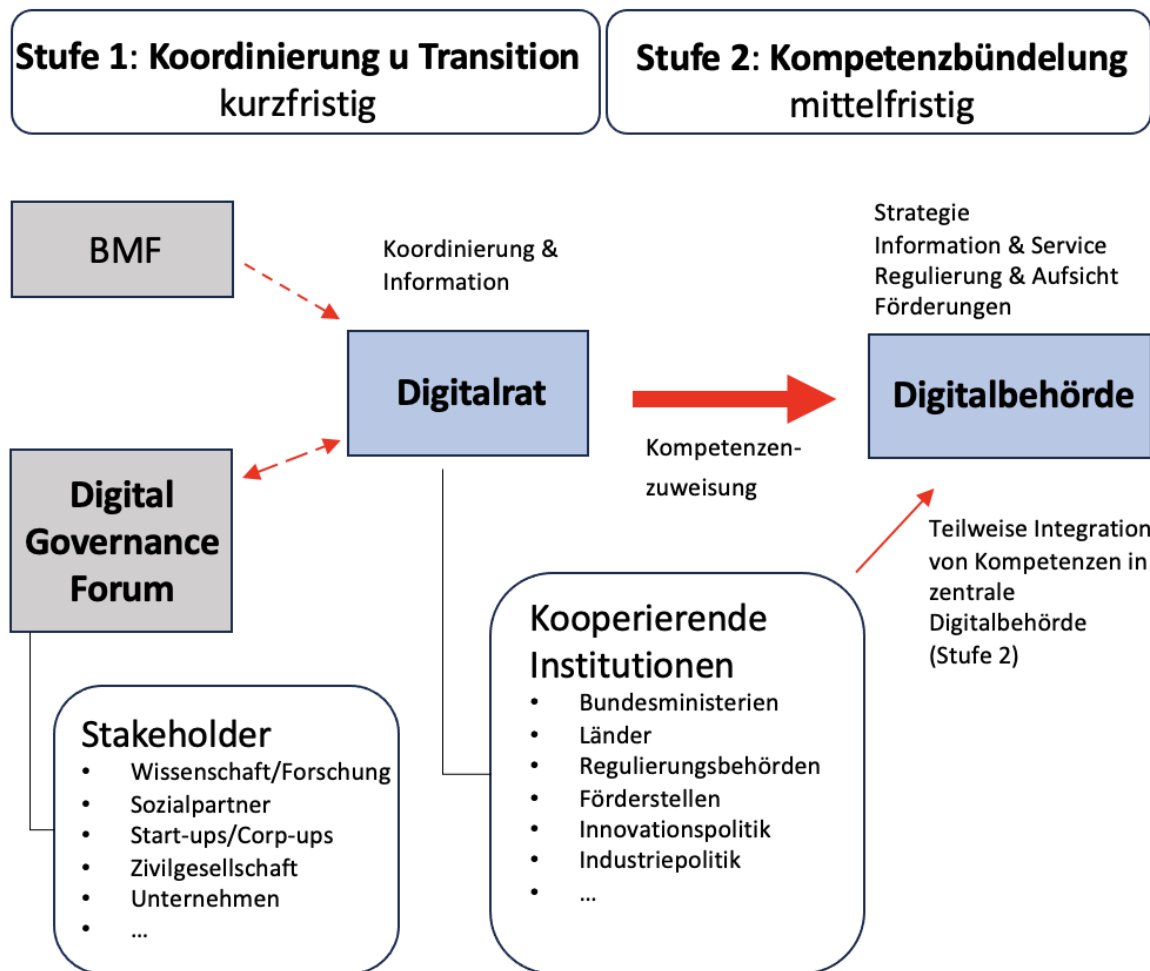 Stufe 1: Koordinierung u Transition
kurzfristig
Stufe 2: Kompetenzbündelung
mittelfristig
BMF
Koordinierung &
Information
Strategie
Information & Service
Regulierung & Aufsicht
Förderungen
Digitalrat
Digitalbehörde
Kompetenzen-
zuweisung
Digital
Governance
Forum
Teilweise Integration
von Kompetenzen in
zentrale
Digitalbehörde
(Stufe 2)
Stakeholder
• Wissenschaft/Forschung
• Sozialpartner
• Start-ups/Corp-ups
• Zivilgesellschaft
• Unternehmen
• ...
Kooperierende
Institutionen
• Bundesministerien
• Länder
• Regulierungsbehörden
• Förderstellen
• Innovationspolitik
• Industriepolitik
• ...